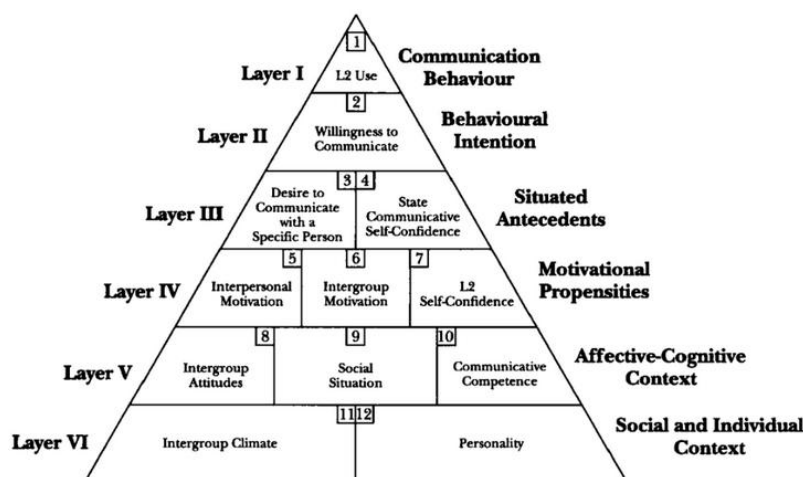 1
Layer I
L2 Use
Communication
Behaviour
2
Layer II
Willingness to
Communicate
Behavioural
Intention
3 4
Layer III
Desire to
Communicate
with a
Specific Person
State
Communicative
Self-Confidence
Situated
Antecedents
5 6 7
Layer IV
Interpersonal
Motivation
Intergroup
Motivation
L2
Self-Confidence
Motivational
Propensities
8 9 10
Layer V
Intergroup
Attitudes
Social
Situation
Communicative
Competence
Affective-Cognitive
Context
11 12
Layer VI
Intergroup Climate
Personality
Social and Individual
Context